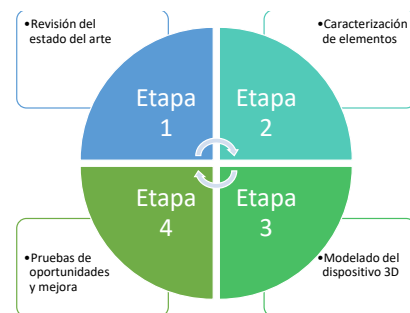 •Revisión del
estado del arte
•Caracterización
de elementos
Etapa
1
Etapa
2
Etapa
4
Etapa
3
•Pruebas de
oportunidades
y mejora
•Modelado del
dispositivo 3D